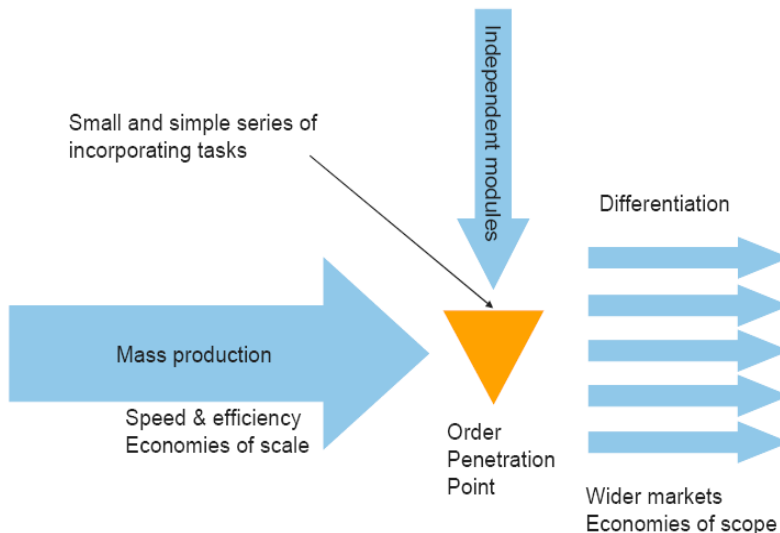 Independent modules
Small and simple series of
incorporating tasks
Differentiation
Mass production
Speed & efficiency
Economies of scale
Order
Penetration
Point
Wider markets
Economies of scope